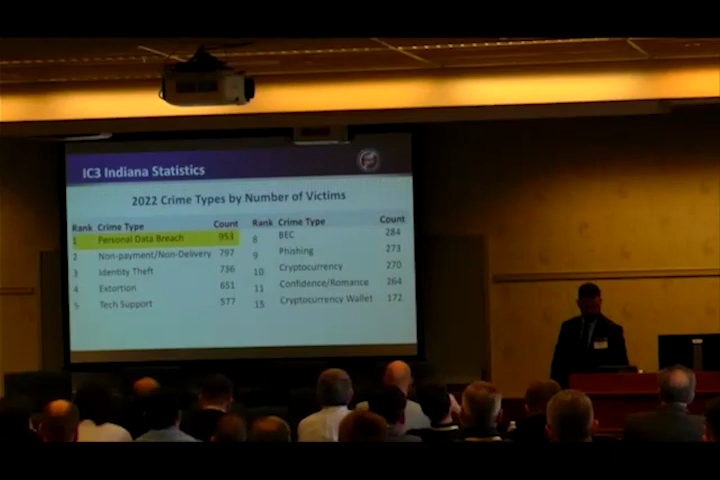 IC3 Indiana Statistics
2022 Crime Types by Number of Victims
Rank Crime Type Count Rank Crime Type Count
1 Personal Data Breach 953 8 BEC 284
2 Non-payment/Non-Delivery 797 9 Phishing 273
3 Identity Theft 736 10 Cryptocurrency 270
4 Extortion 651 11 Confidence/Romance 264
5 Tech Support 577 15 Cryptocurrency Wallet 172